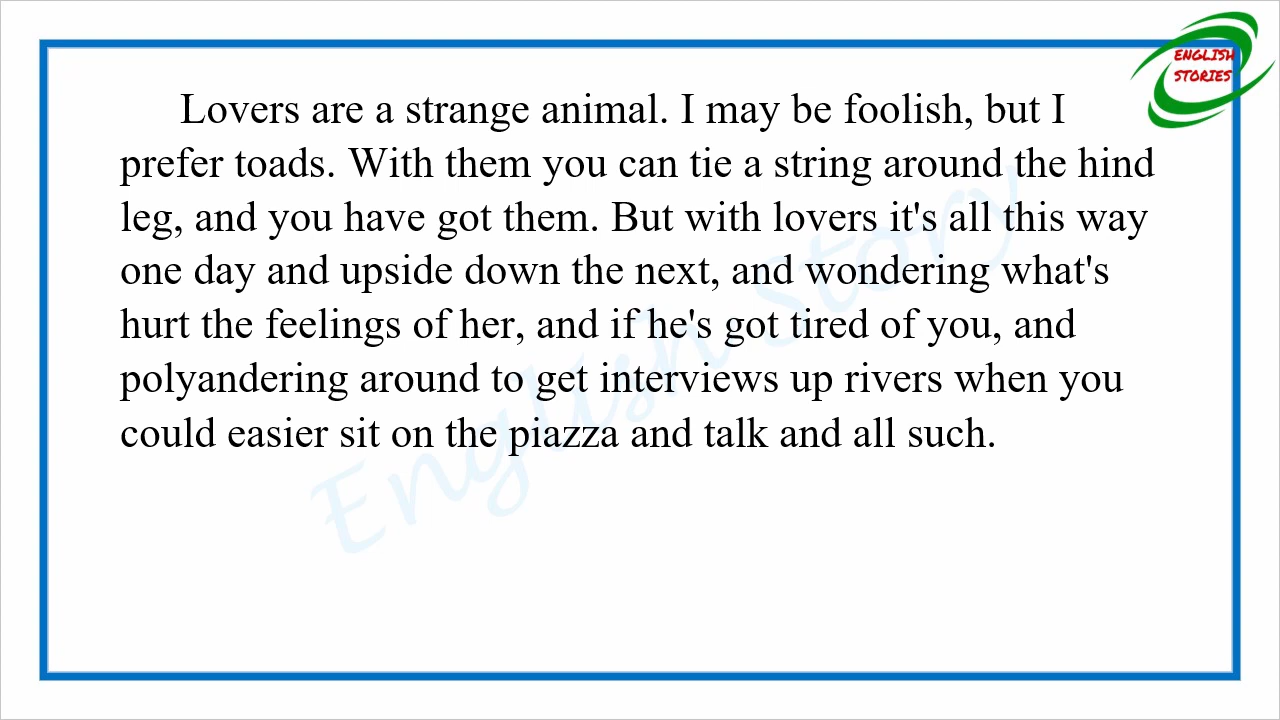 ENGLISH
STORIES
Lovers are a strange animal. I may be foolish, but I
prefer toads. With them you can tie a string around the hind
leg, and you have got them. But with lovers it's all this way
one day and upside down the next, and wondering what's
hurt the feelings of her, and if he's got tired of you, and
polyandering around to get interviews up rivers when you
could easier sit on the piazza and talk and all such.
English Story